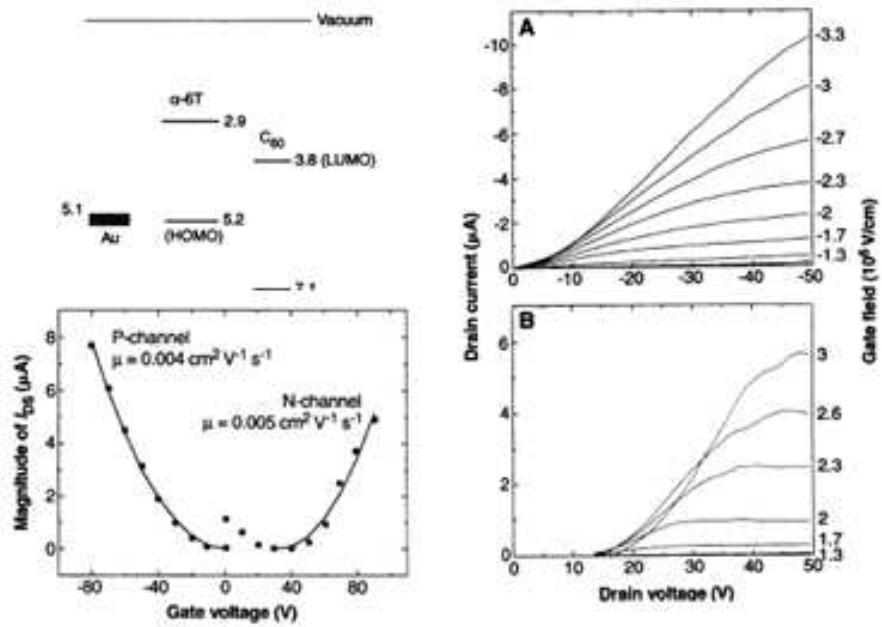 Vacuum
α-6T
2.9
C60
3.8 (LUMO)
5.1
Au
5.2
(HOMO)
Magnitude of IDS (μA)
8
6
4
2
0
P-channel
μ = 0.004 cm² V⁻¹ s⁻¹
N-channel
μ = 0.005 cm² V⁻¹ s⁻¹
-80
-40
0
40
80
Gate voltage (V)
A
-10
-8
-6
-4
-2
0
0
-10
-20
-30
-40
-50
-3.3
-3
-2.7
-2.3
-2
-1.7
-1.3
Drain current (μA)
Gate field (10⁶ V/cm)
B
6
4
2
0
0
10
20
30
40
50
3
2.6
2.3
2
1.7
1.3
Drain voltage (V)